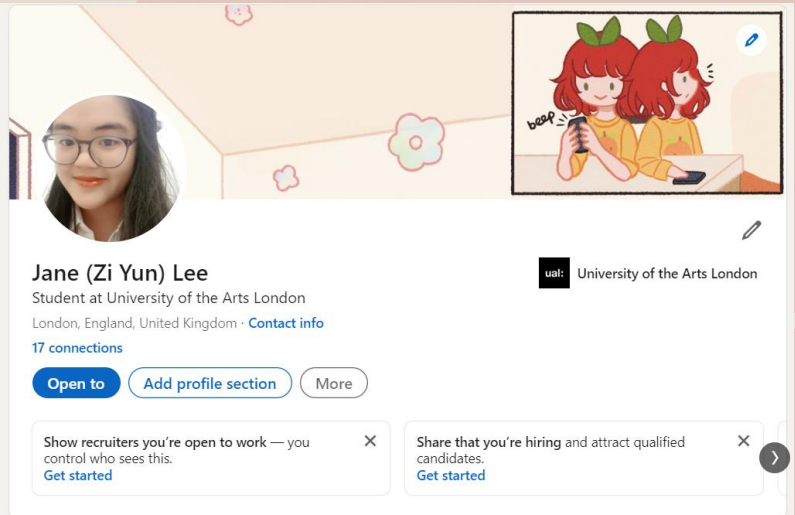 beep
Jane (Zi Yun) Lee
ual: University of the Arts London
Student at University of the Arts London
London, England, United Kingdom · Contact info
17 connections
Open to
Add profile section
More
Show recruiters you’re open to work — you
control who sees this.
Get started
Share that you’re hiring and attract qualified
candidates.
Get started